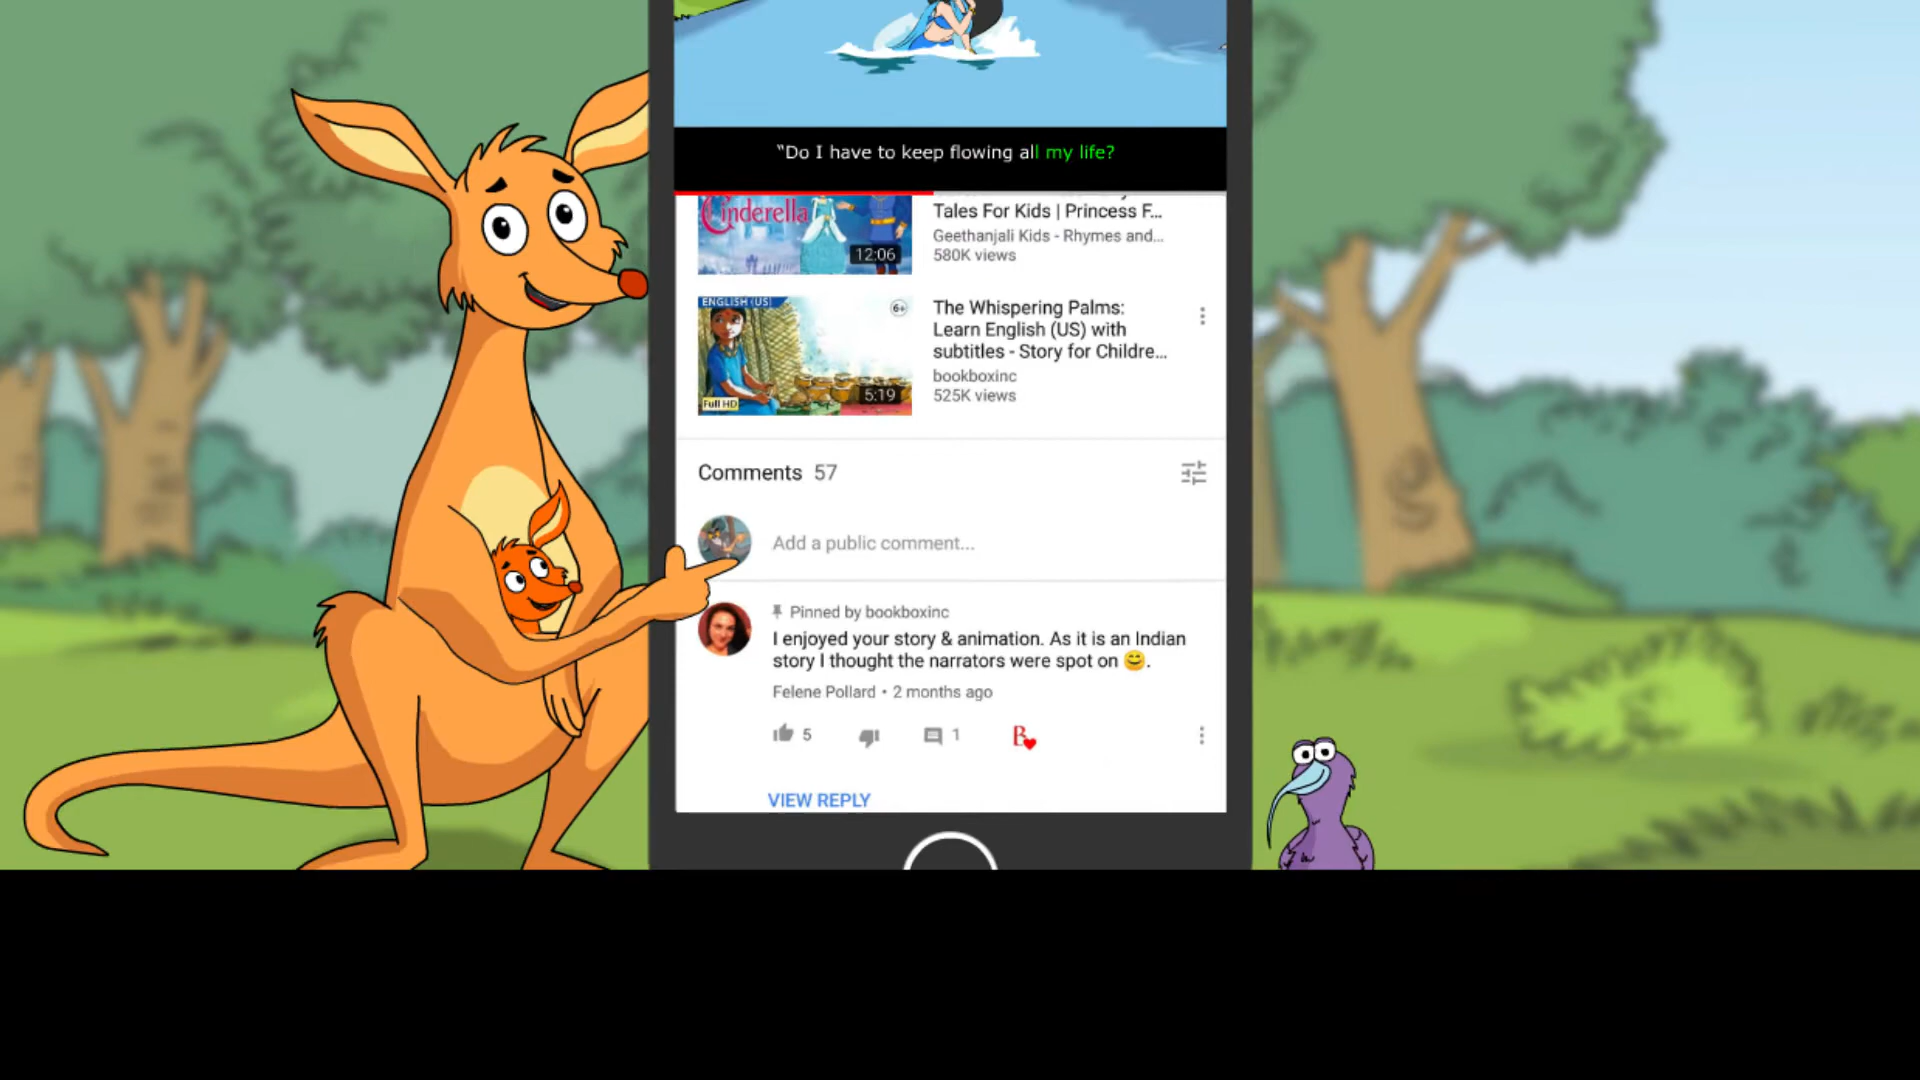 “Do I have to keep flowing all my life?
Cinderella
12:06
Tales For Kids | Princess F...
Geethanjali Kids - Rhymes and...
580K views
ENGLISH (US)
6+
Full HD
5:19
The Whispering Palms:
Learn English (US) with
subtitles - Story for Childre...
bookboxinc
525K views
Comments 57
Add a public comment...
Pinned by bookboxinc
I enjoyed your story & animation. As it is an Indian
story I thought the narrators were spot on 😄.
Felene Pollard • 2 months ago
5
1
B
VIEW REPLY